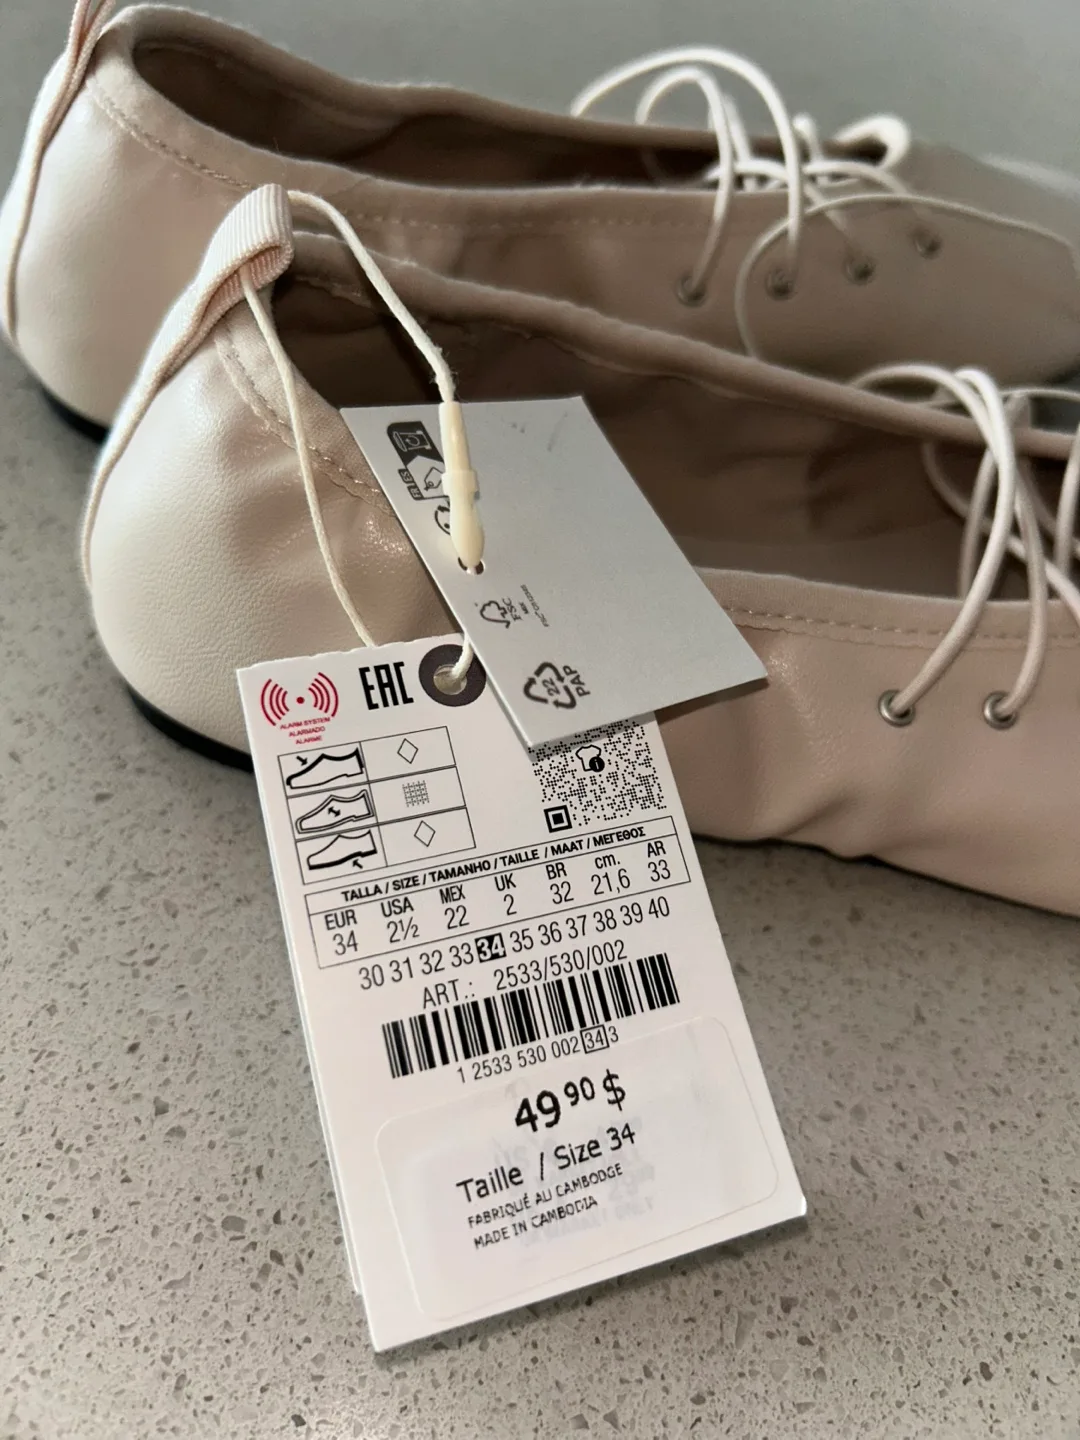 22
PAP
FSC
MIX
ALARM SYSTEM
ALARMADO
ALARME
EAC
TALLA / SIZE / TAMANHO / TAILLE / MAAT / ΜΕΓΕΘΟΣ
EUR USA MEX UK BR cm. AR
34 2½ 22 2 32 21,6 33
30 31 32 33 34 35 36 37 38 39 40
ART.: 2533/530/002
1 2533 530 002 34 3
49 90 $
Taille / Size 34
FABRIQUÉ AU CAMBODGE
MADE IN CAMBODIA